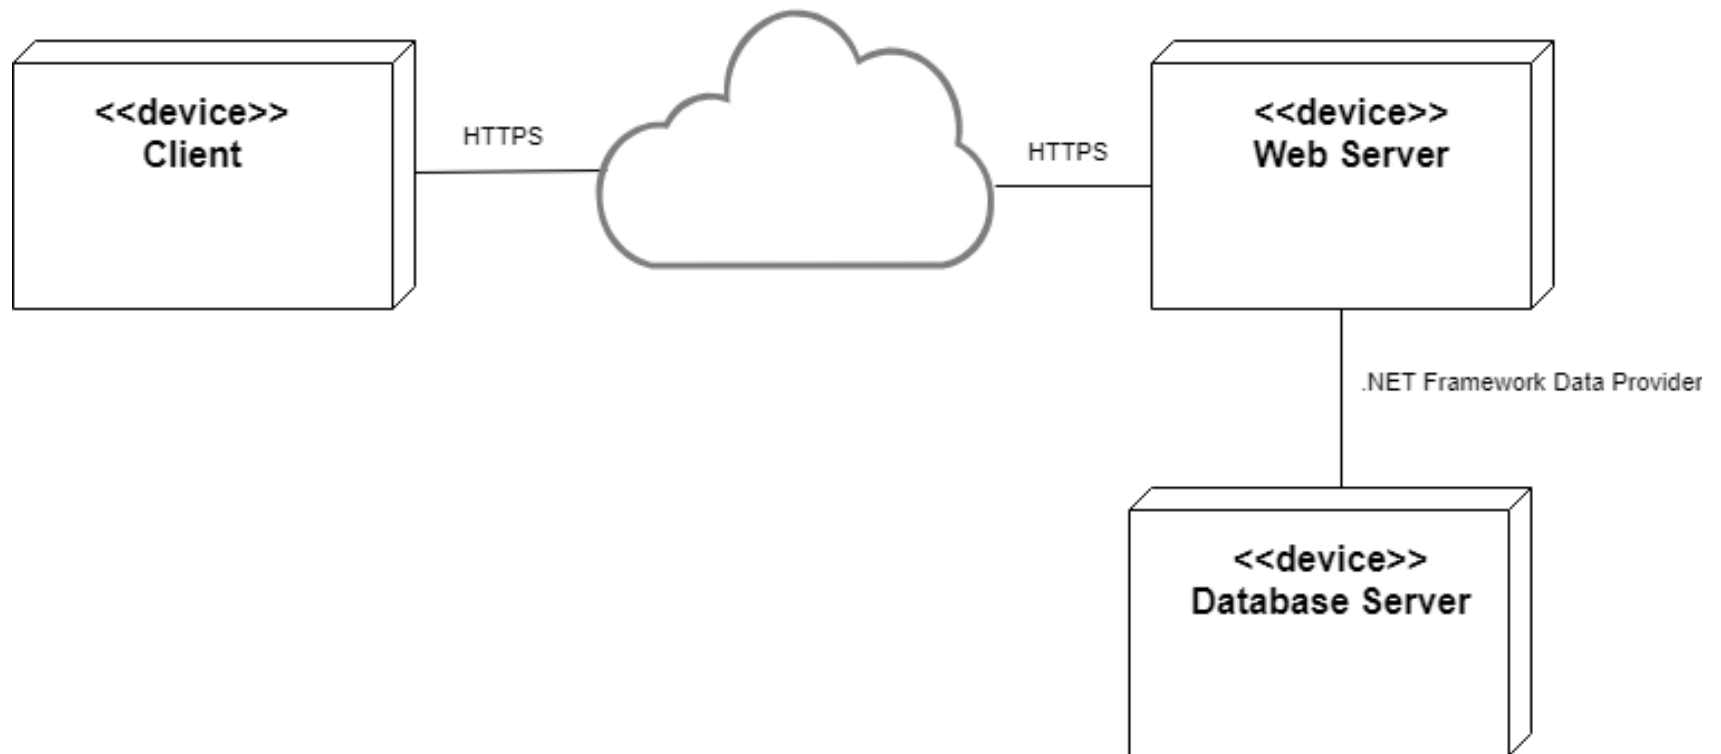 <<device>>
Client
HTTPS
HTTPS
<<device>>
Web Server
.NET Framework Data Provider
<<device>>
Database Server